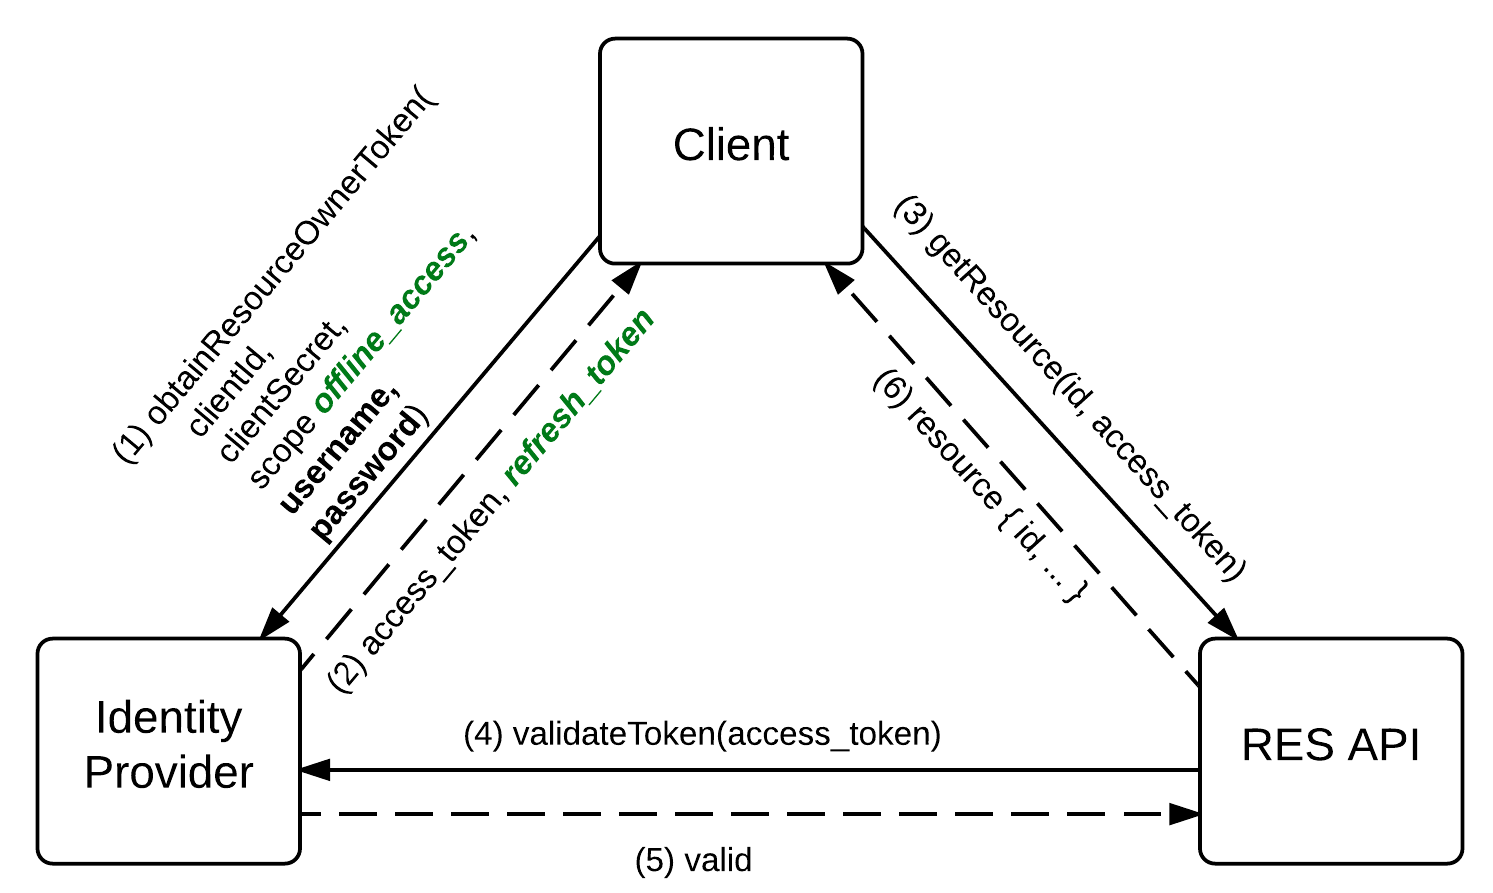 Client
(1) obtainResourceOwnerToken(
clientId,
clientSecret,
scope offline_access,
username,
password)
(2) access_token, refresh_token
(3) getResource(id, access_token)
(6) resource { id, ... }
Identity
Provider
RES API
(4) validateToken(access_token)
(5) valid